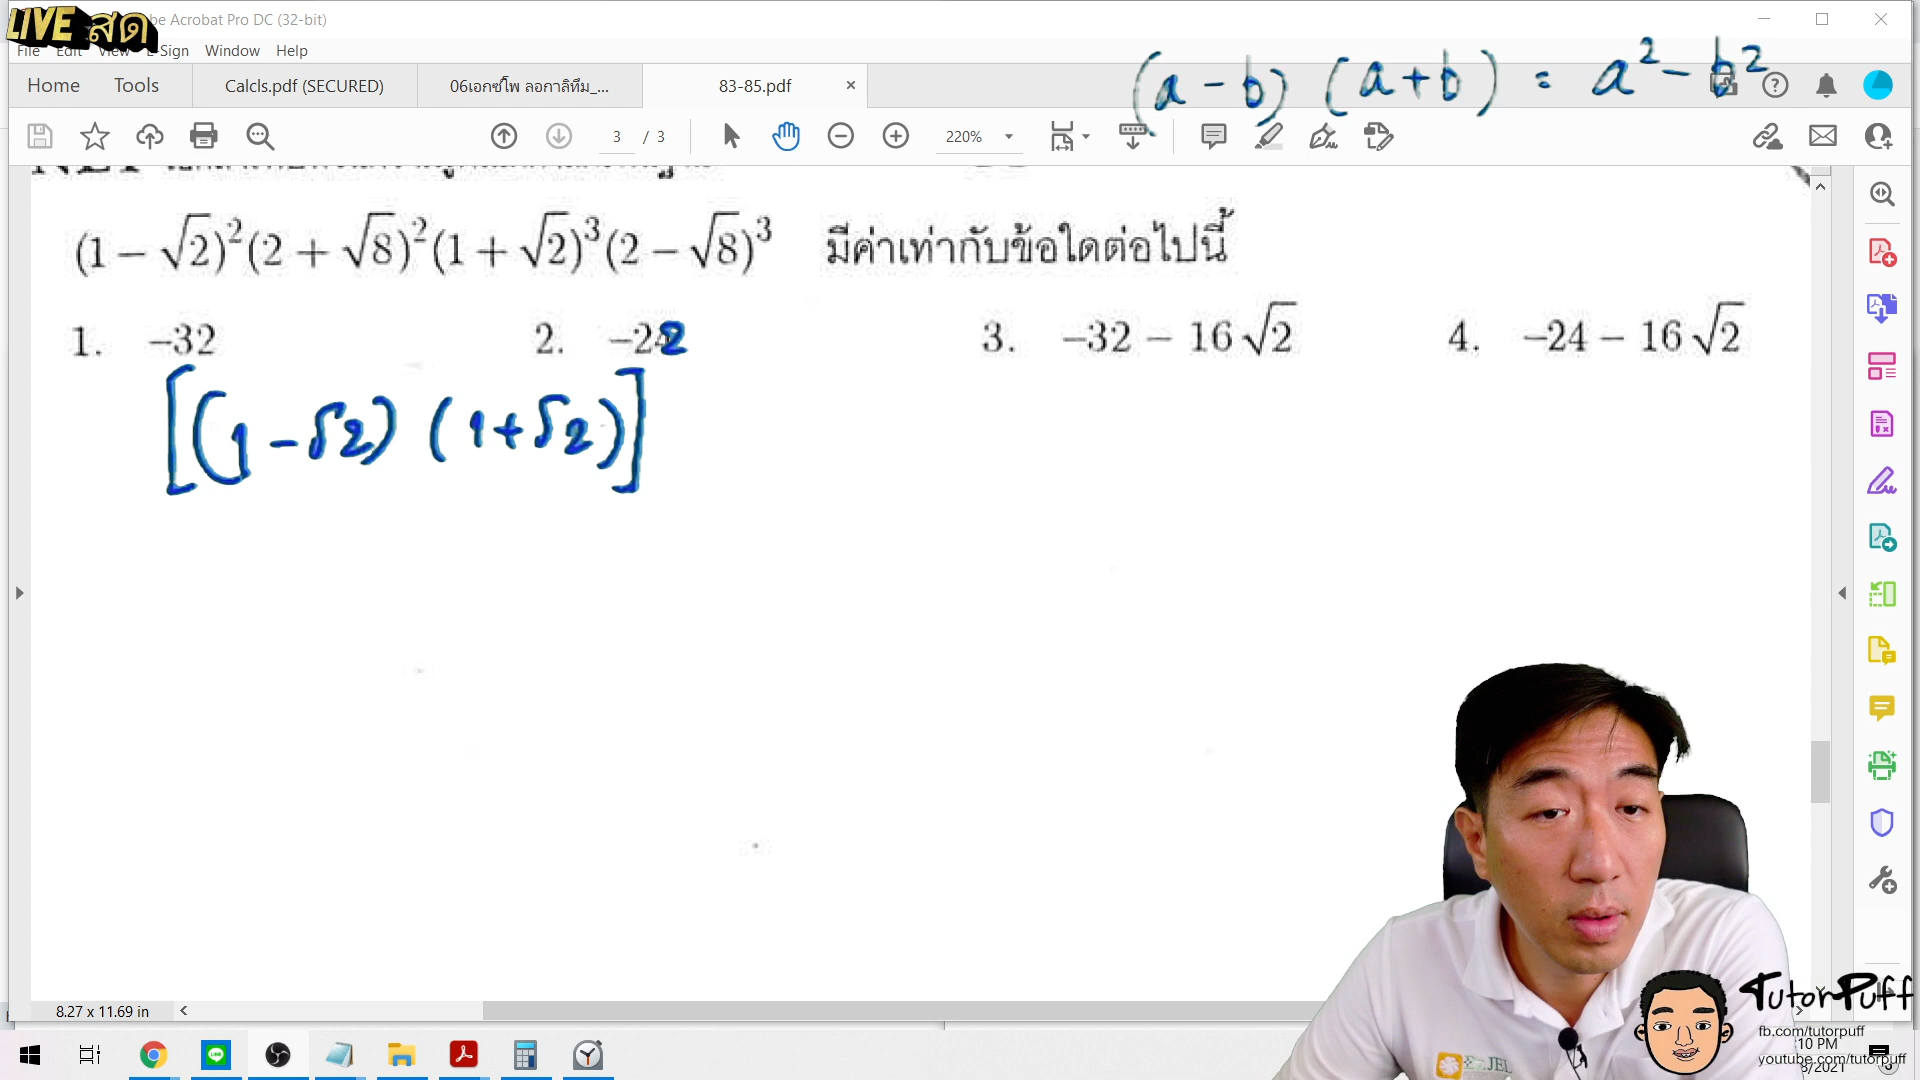 LIVE สด
be Acrobat Pro DC (32-bit)
File Edit View E-Sign Window Help
Home Tools Calcls.pdf (SECURED) 06เอกซ์โพ ลอกาลิทึม_... 83-85.pdf
(a - b) (a + b) = a² - b²
3 / 3 220%
(1 − √2)²(2 + √8)²(1 + √2)³(2 − √8)³ มีค่าเท่ากับข้อใดต่อไปนี้
1. −32 2. 3. −32 − 16√2 4. −24 − 16√2
[(1 - √2) (1 + √2)]²
8.27 x 11.69 in
TutorPuff
fb.com/tutorpuff
:10 PM
youtube.com/tutorpuff